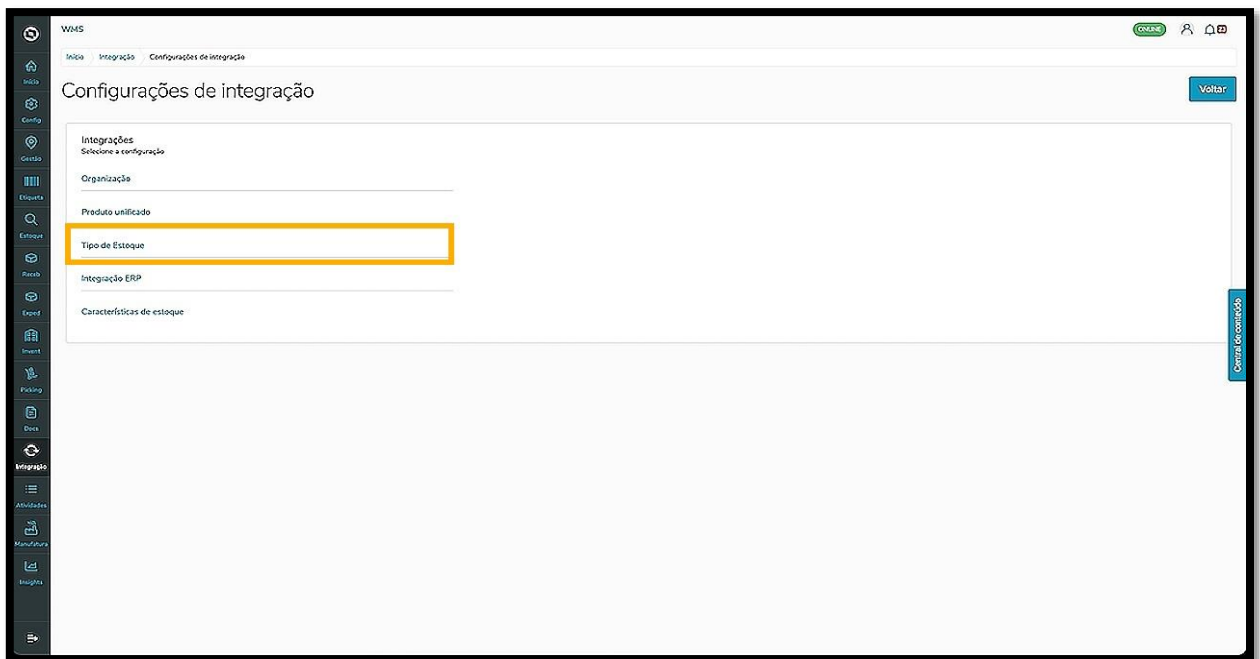 WMS
ONLINE
23
Início
Integração
Configurações de integração
Configurações de integração
Voltar
Integrações
Selecione a configuração
Organização
Produto unificado
Tipo de Estoque
Integração ERP
Características de estoque
Central de conteúdo
Início
Config
Gestão
Etiqueta
Estoque
Receb
Exped
Invent
Picking
Docs
Integração
Atividades
Manufatura
Insights